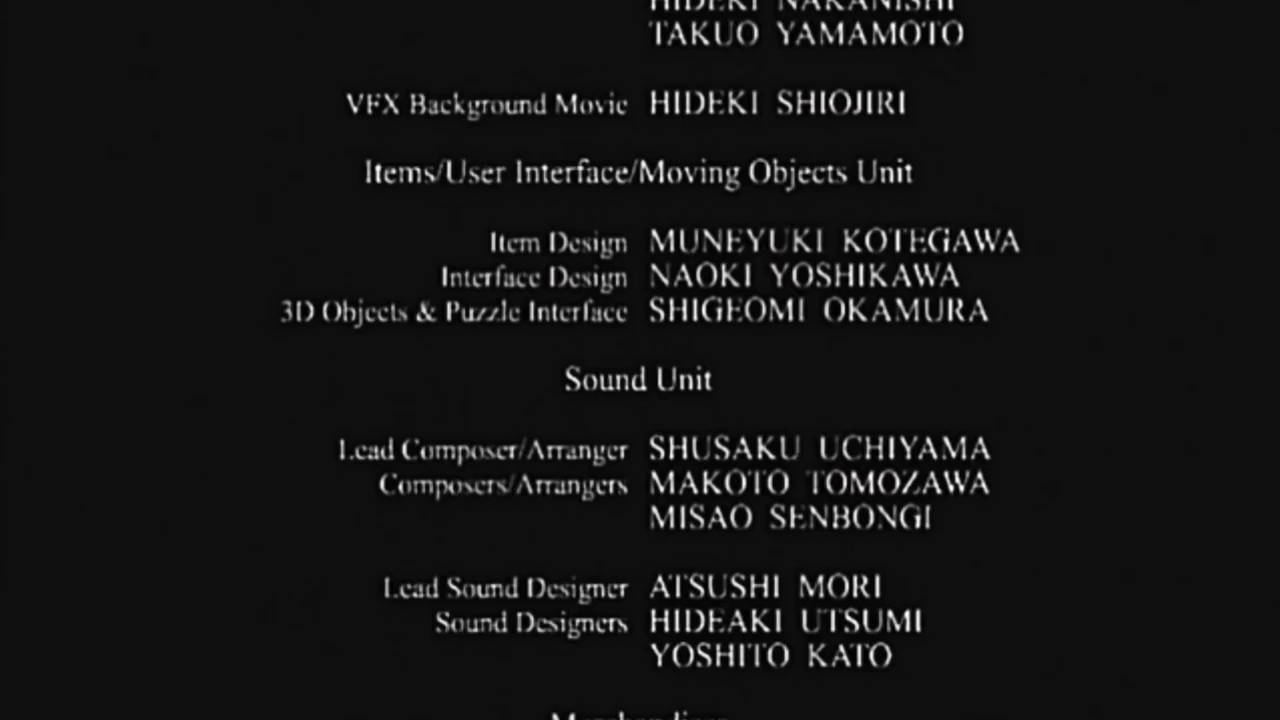 HIDEKI NAKANISHI
TAKUO YAMAMOTO
VFX Background Movie HIDEKI SHIOJIRI
Items/User Interface/Moving Objects Unit
Item Design MUNEYUKI KOTEGAWA
Interface Design NAOKI YOSHIKAWA
3D Objects & Puzzle Interface SHIGEOMI OKAMURA
Sound Unit
Lead Composer/Arranger SHUSAKU UCHIYAMA
Composers/Arrangers MAKOTO TOMOZAWA
MISAO SENBONGI
Lead Sound Designer ATSUSHI MORI
Sound Designers HIDEAKI UTSUMI
YOSHITO KATO